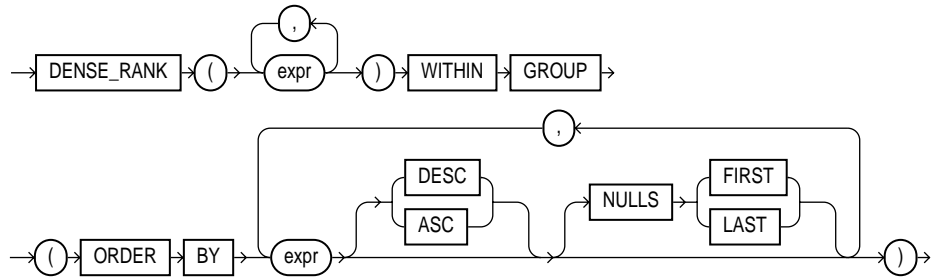 ,
DENSE_RANK ( expr ) WITHIN GROUP
,
DESC FIRST
NULLS
ASC LAST
( ORDER BY expr )